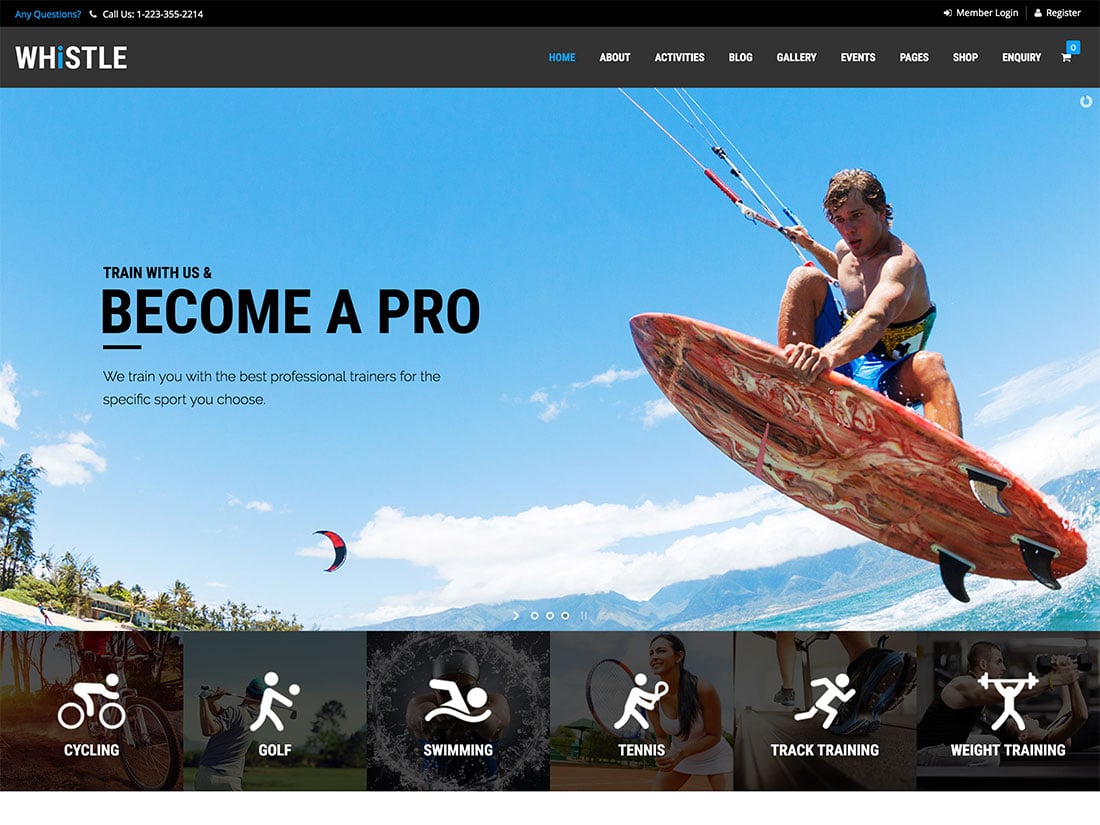 Any Questions? Call Us: 1-223-355-2214
Member Login Register
WHiSTLE
HOME ABOUT ACTIVITIES BLOG GALLERY EVENTS PAGES SHOP ENQUIRY 0
TRAIN WITH US &
BECOME A PRO
We train you with the best professional trainers for the
specific sport you choose.
CYCLING GOLF SWIMMING TENNIS TRACK TRAINING WEIGHT TRAINING